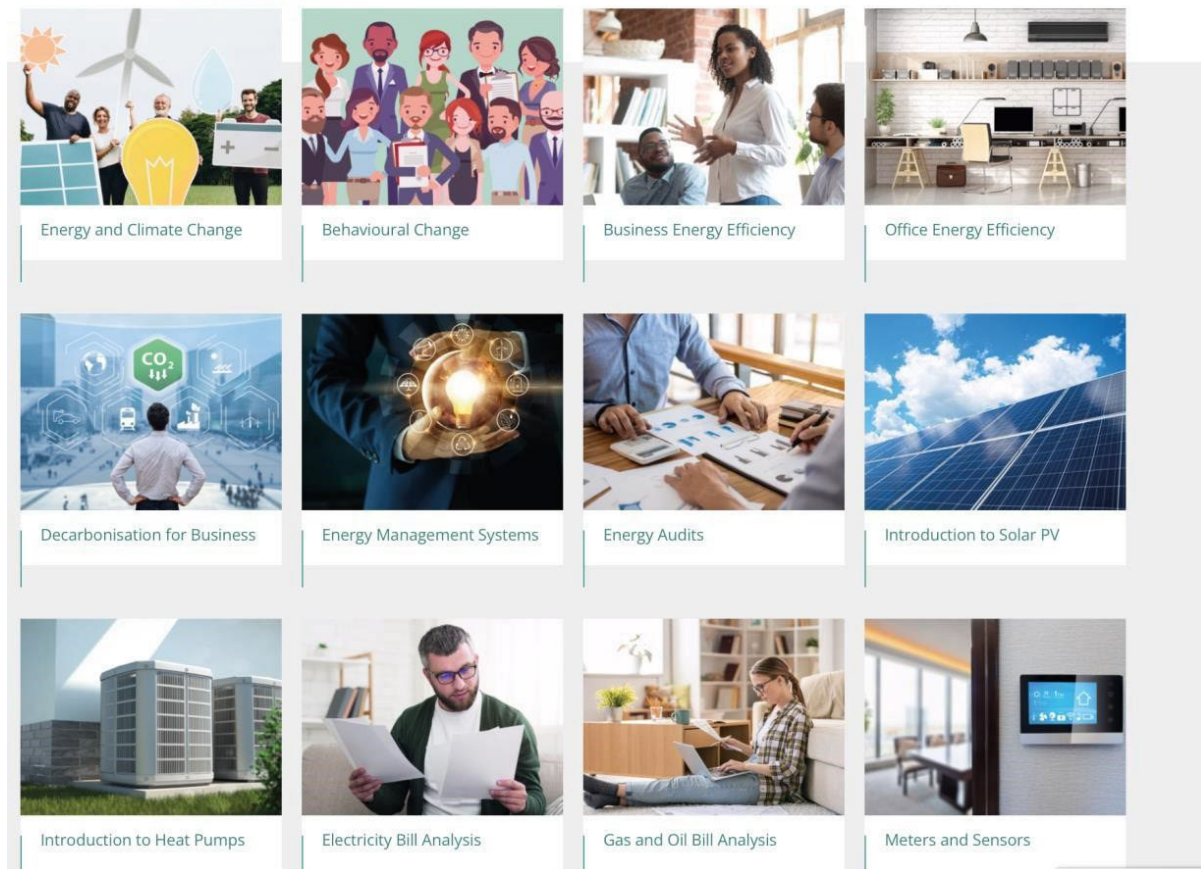 Energy and Climate Change
Behavioural Change
Business Energy Efficiency
Office Energy Efficiency
CO2
Decarbonisation for Business
Energy Management Systems
Energy Audits
Introduction to Solar PV
Introduction to Heat Pumps
Electricity Bill Analysis
Gas and Oil Bill Analysis
Meters and Sensors